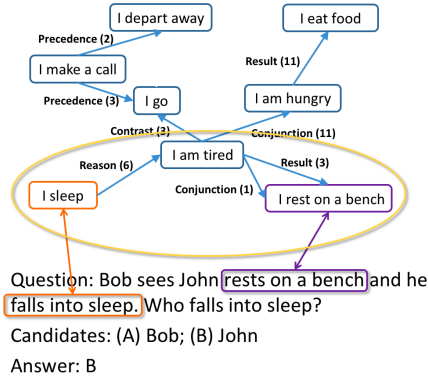 I depart away
I eat food
Precedence (2)
Result (11)
I make a call
Precedence (3)
I go
I am hungry
Contrast (3)
Conjunction (11)
I am tired
Reason (6)
Result (3)
Conjunction (1)
I sleep
I rest on a bench
Question: Bob sees John rests on a bench and he
falls into sleep. Who falls into sleep?
Candidates: (A) Bob; (B) John
Answer: B